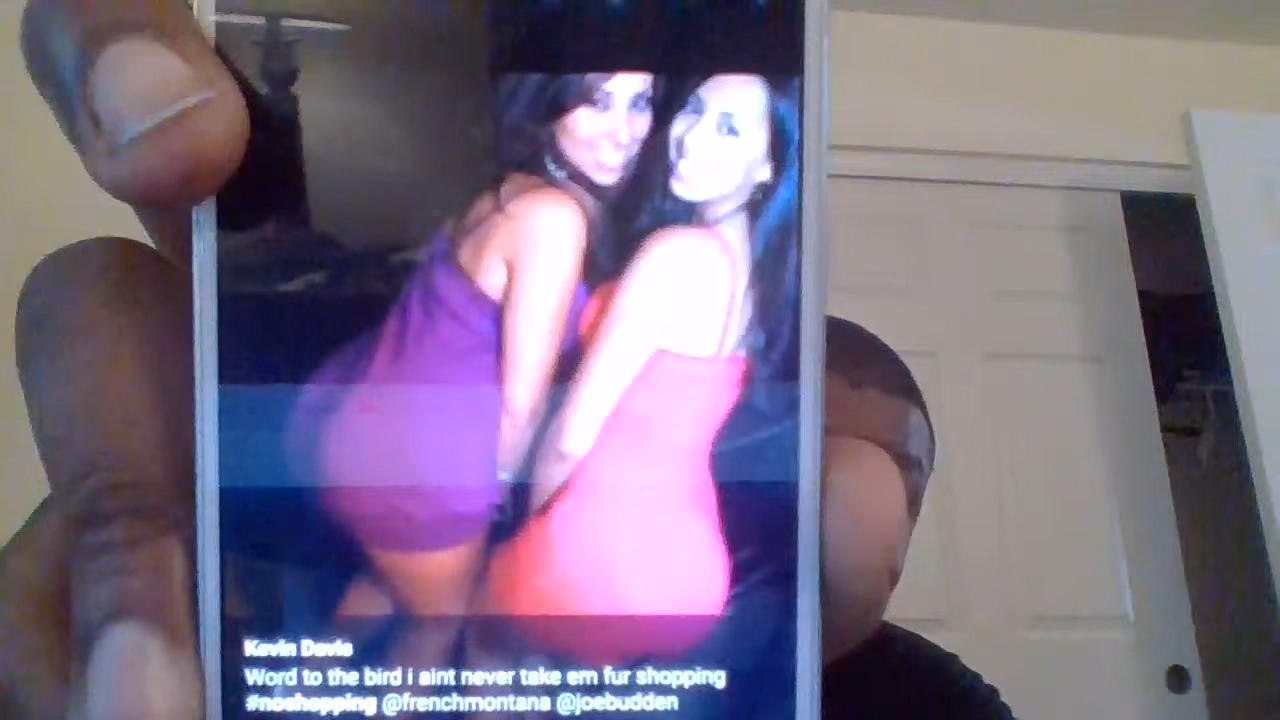 Kevin Davis
Word to the bird i aint never take em fur shopping
#noshopping @frenchmontana @joebudden